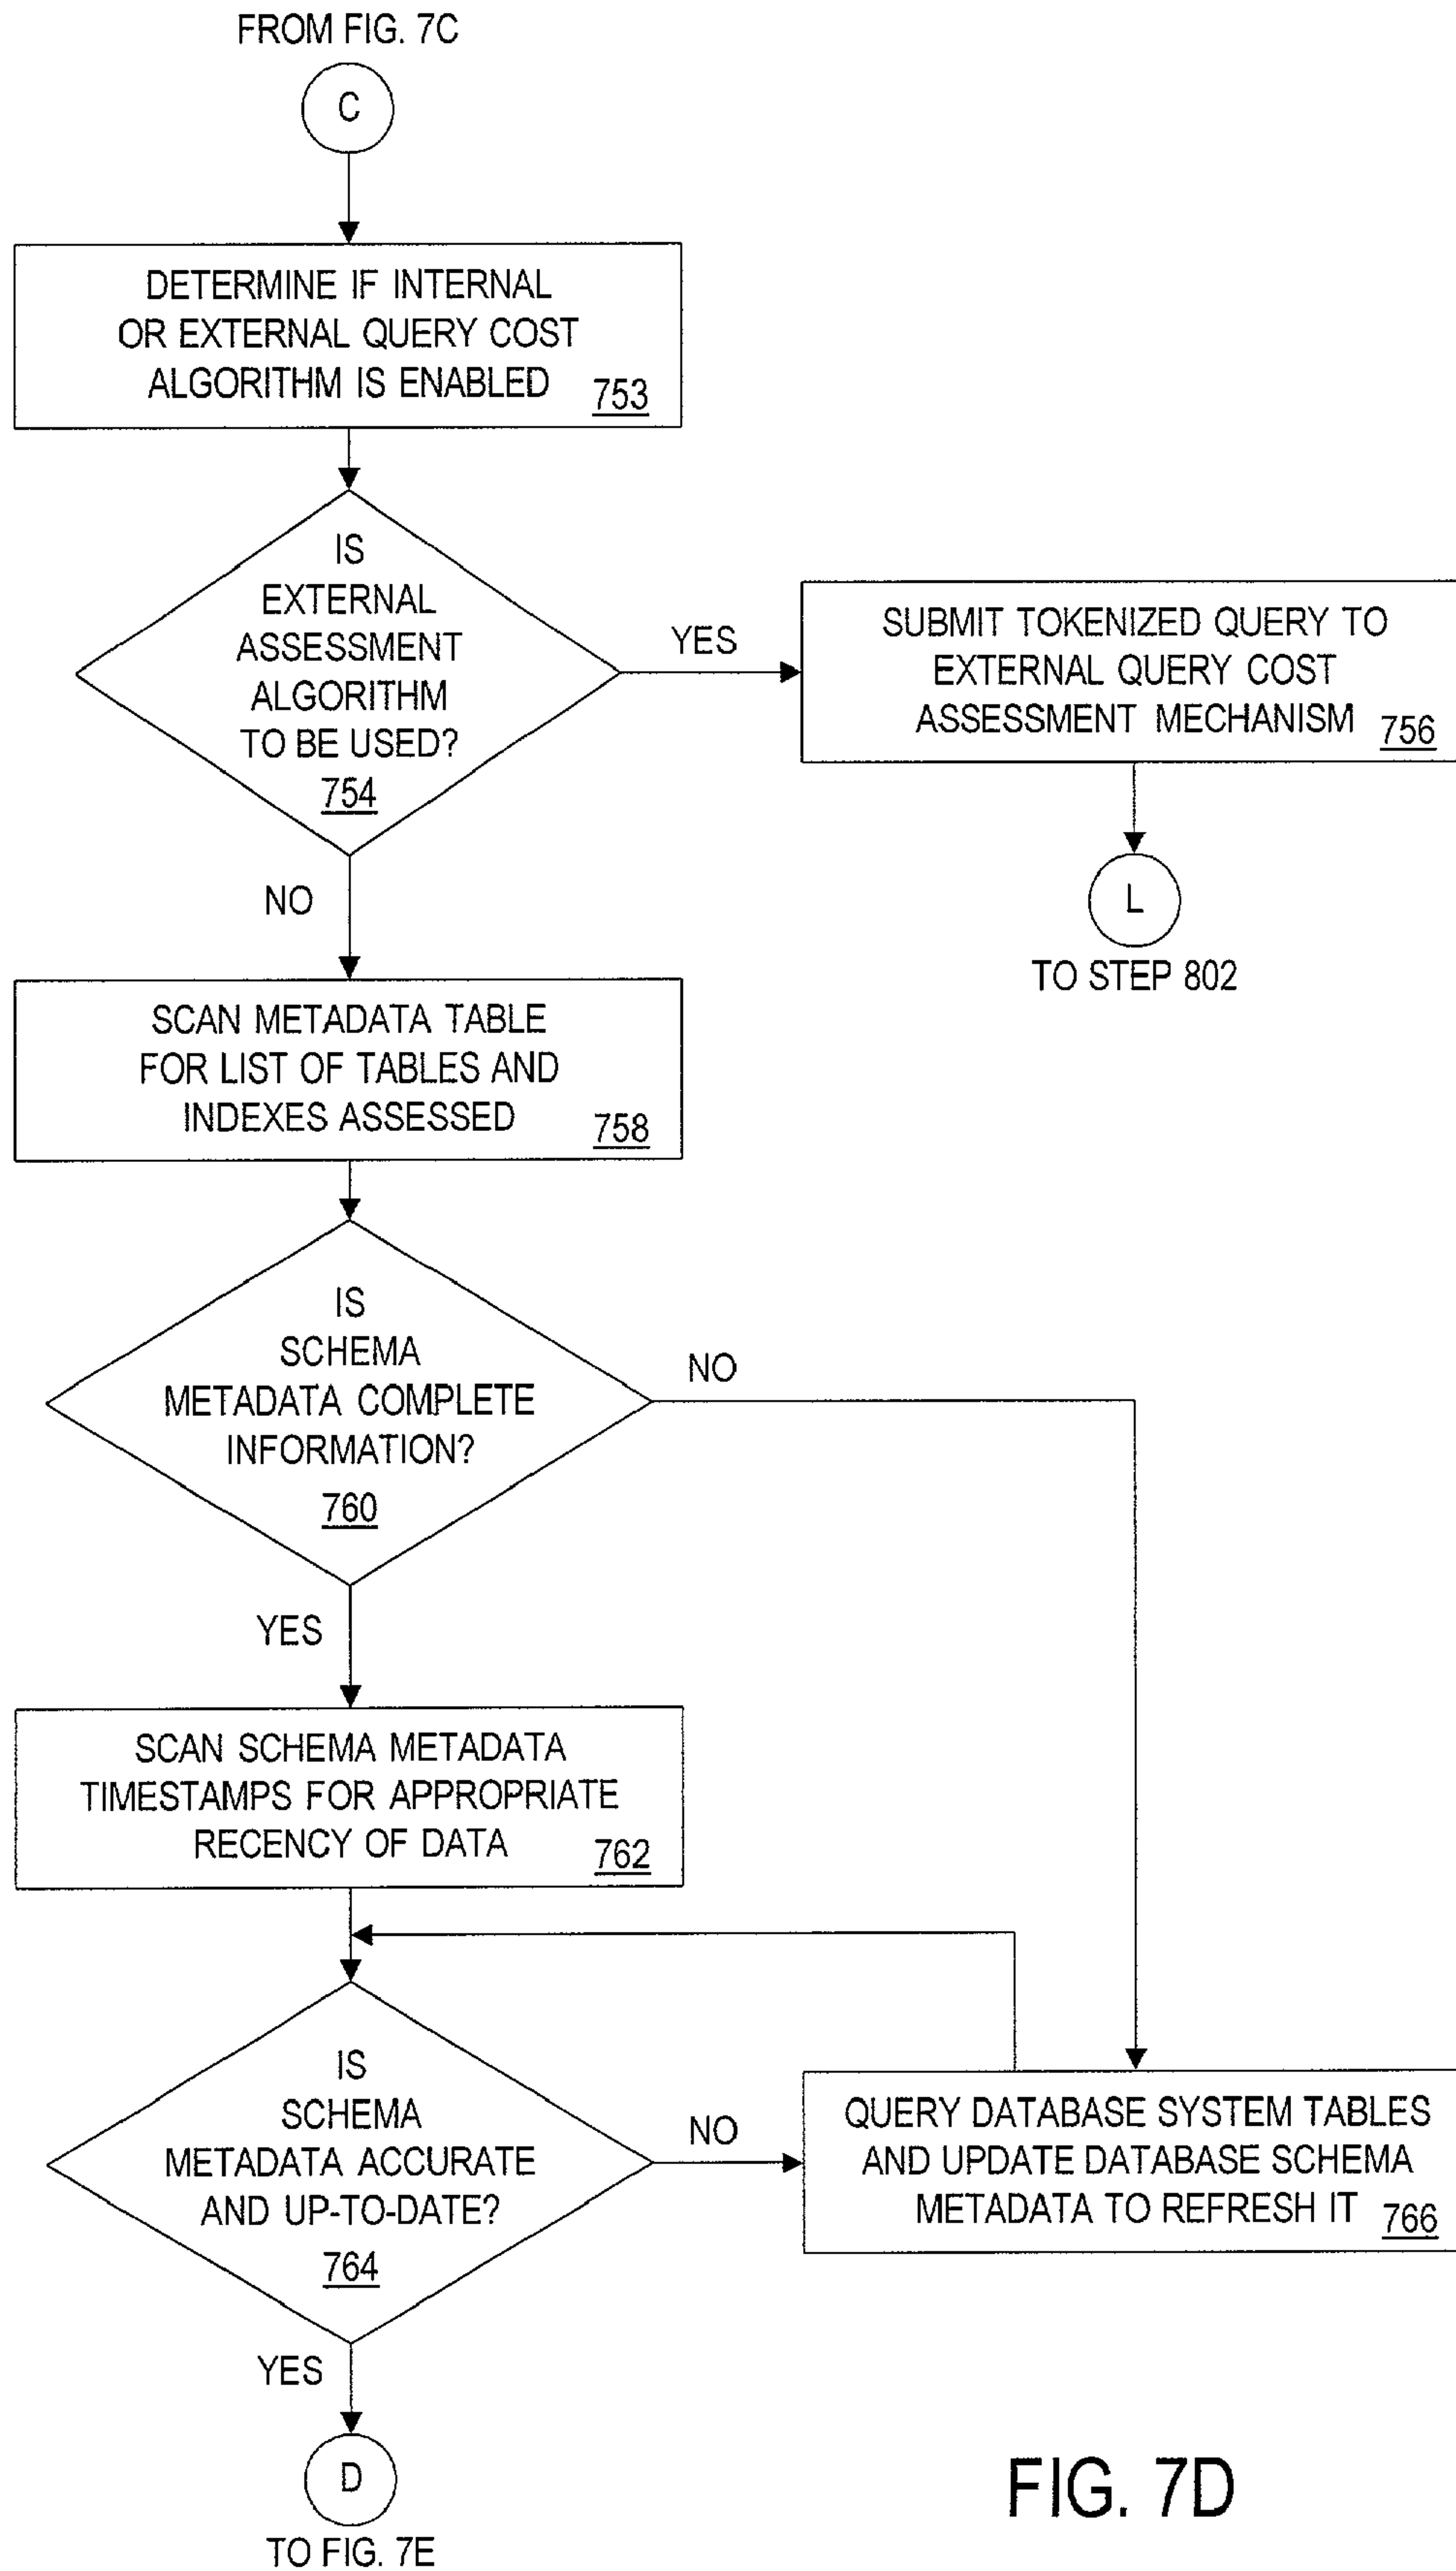 FROM FIG. 7C
C
DETERMINE IF INTERNAL
OR EXTERNAL QUERY COST
ALGORITHM IS ENABLED 753
IS
EXTERNAL
ASSESSMENT
ALGORITHM
TO BE USED?
754
YES
SUBMIT TOKENIZED QUERY TO
EXTERNAL QUERY COST
ASSESSMENT MECHANISM 756
L
TO STEP 802
NO
SCAN METADATA TABLE
FOR LIST OF TABLES AND
INDEXES ASSESSED 758
IS
SCHEMA
METADATA COMPLETE
INFORMATION?
760
NO
YES
SCAN SCHEMA METADATA
TIMESTAMPS FOR APPROPRIATE
RECENCY OF DATA 762
IS
SCHEMA
METADATA ACCURATE
AND UP-TO-DATE?
764
NO
QUERY DATABASE SYSTEM TABLES
AND UPDATE DATABASE SCHEMA
METADATA TO REFRESH IT 766
YES
D
TO FIG. 7E
FIG. 7D